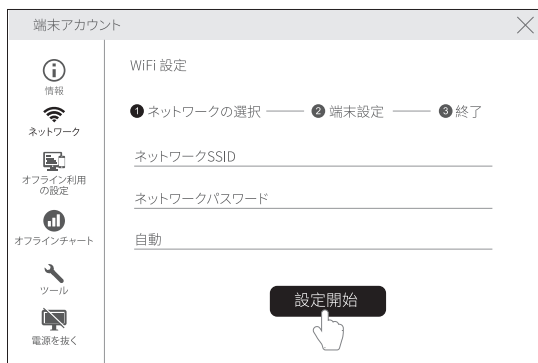 端末アカウント
情報
ネットワーク
オフライン利用
の設定
オフラインチャート
ツール
電源を抜く
WiFi 設定
1 ネットワークの選択 2 端末設定 3 終了
ネットワークSSID
ネットワークパスワード
自動
設定開始